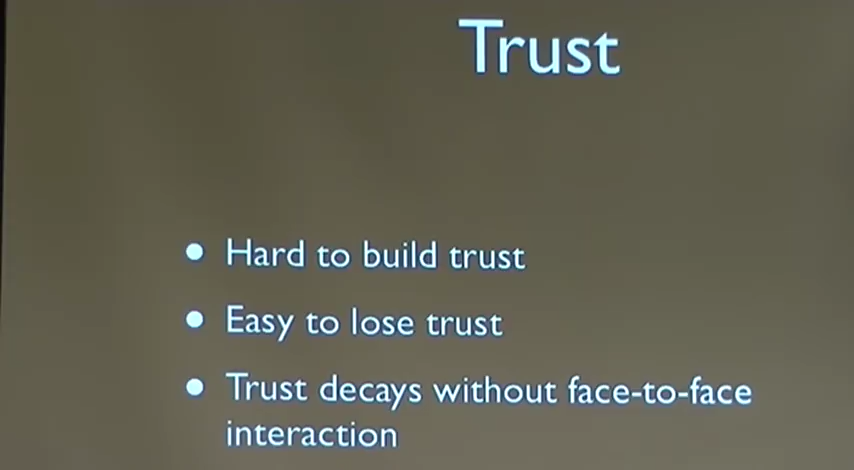 Trust
• Hard to build trust
• Easy to lose trust
• Trust decays without face-to-face
interaction